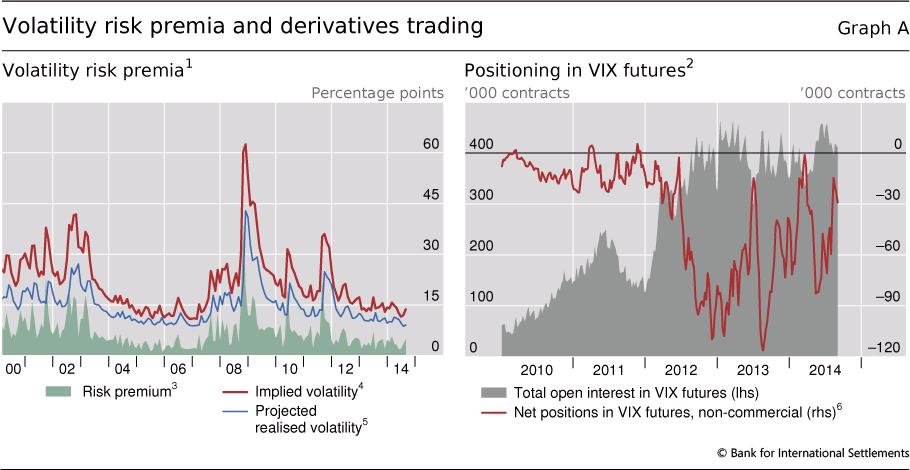 Volatility risk premia and derivatives trading
Graph A
Volatility risk premia1
Percentage points
60
45
30
15
0
00 02 04 06 08 10 12 14
Risk premium3
Implied volatility4
Projected
realised volatility5
Positioning in VIX futures2
’000 contracts
’000 contracts
400
300
200
100
0
0
–30
–60
–90
–120
2010 2011 2012 2013 2014
Total open interest in VIX futures (lhs)
Net positions in VIX futures, non-commercial (rhs)6
© Bank for International Settlements